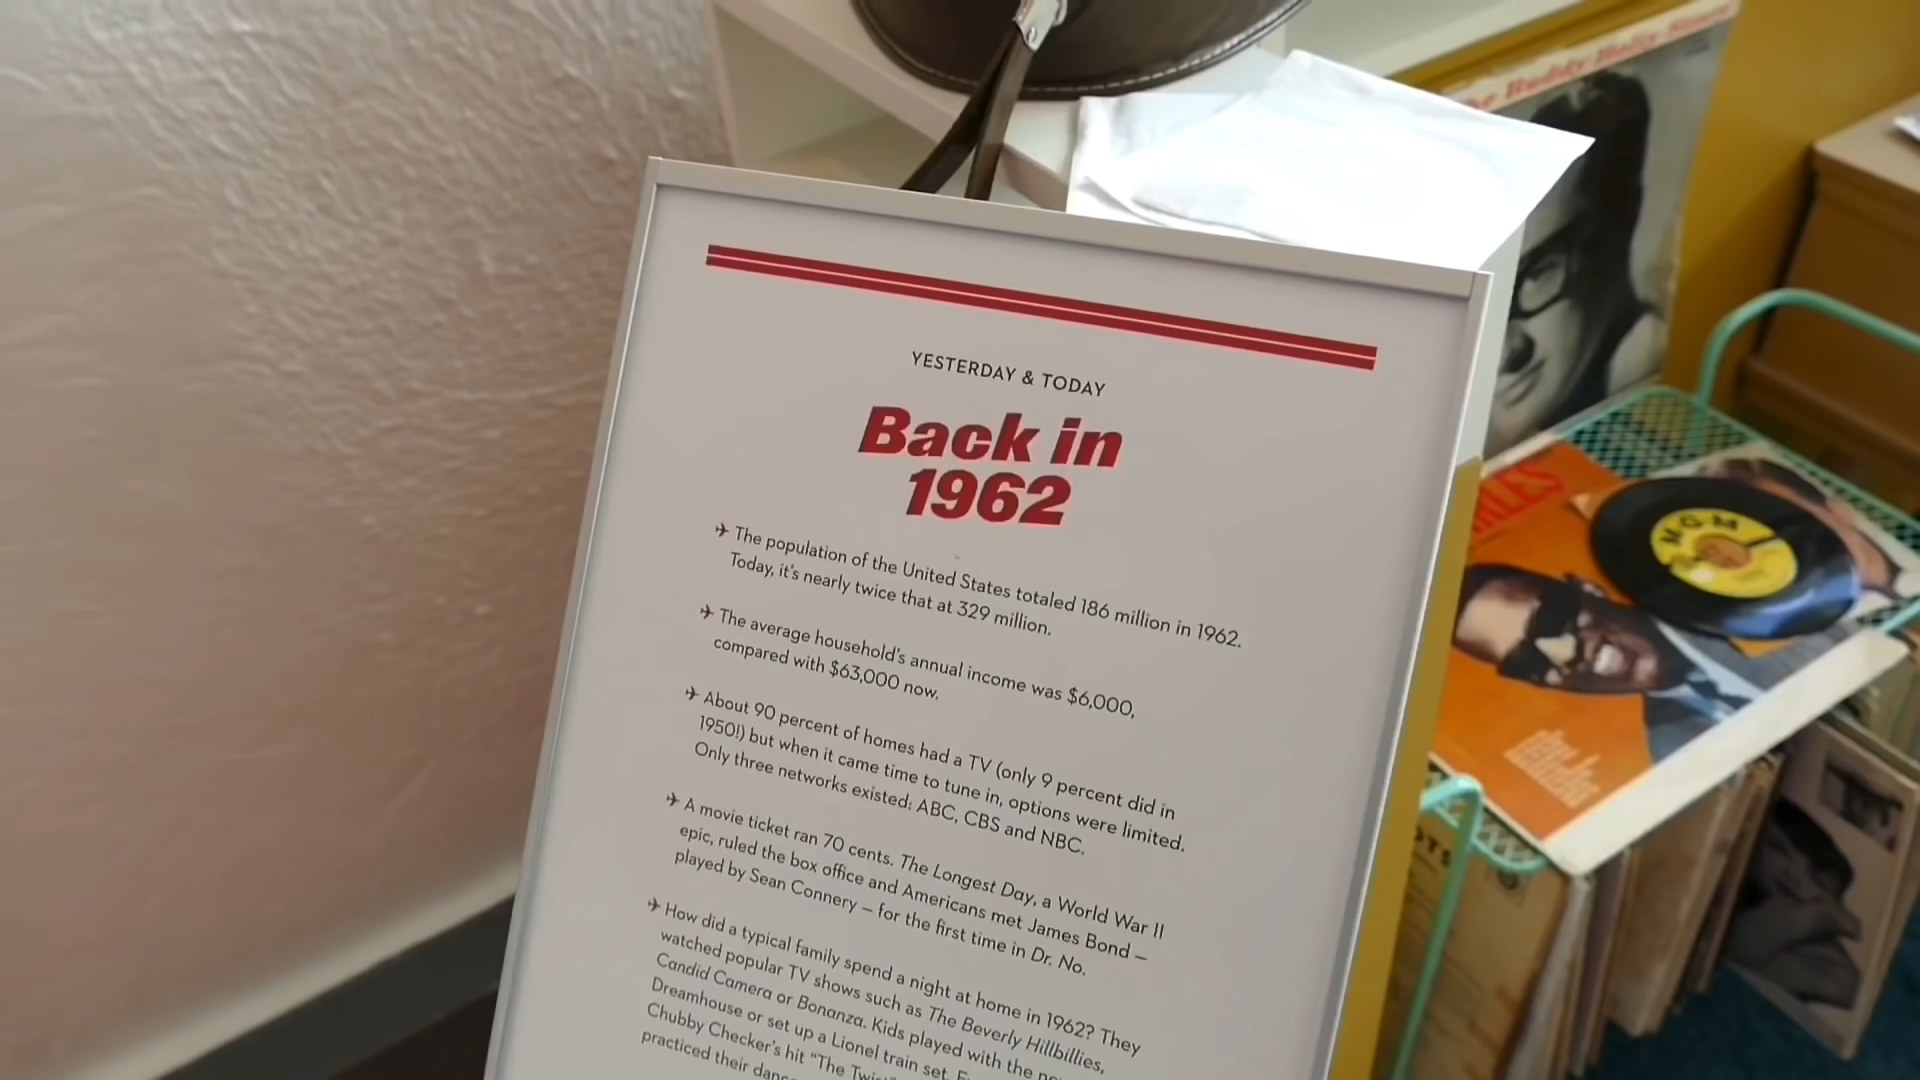 YESTERDAY & TODAY
Back in
1962
The population of the United States totaled 186 million in 1962.
Today, it's nearly twice that at 329 million.
The average household's annual income was $6,000,
compared with $63,000 now.
About 90 percent of homes had a TV (only 9 percent did in
1950!) but when it came time to tune in, options were limited.
Only three networks existed: ABC, CBS and NBC.
A movie ticket ran 70 cents. The Longest Day, a World War II
epic, ruled the box office and Americans met James Bond –
played by Sean Connery – for the first time in Dr. No.
How did a typical family spend a night at home in 1962? They
watched popular TV shows such as The Beverly Hillbillies,
Candid Camera or Bonanza. Kids played with the
Dreamhouse or set up a Lionel train set.
Chubby Checker's hit "The
practiced their
The Buddy Holly Story
MGM